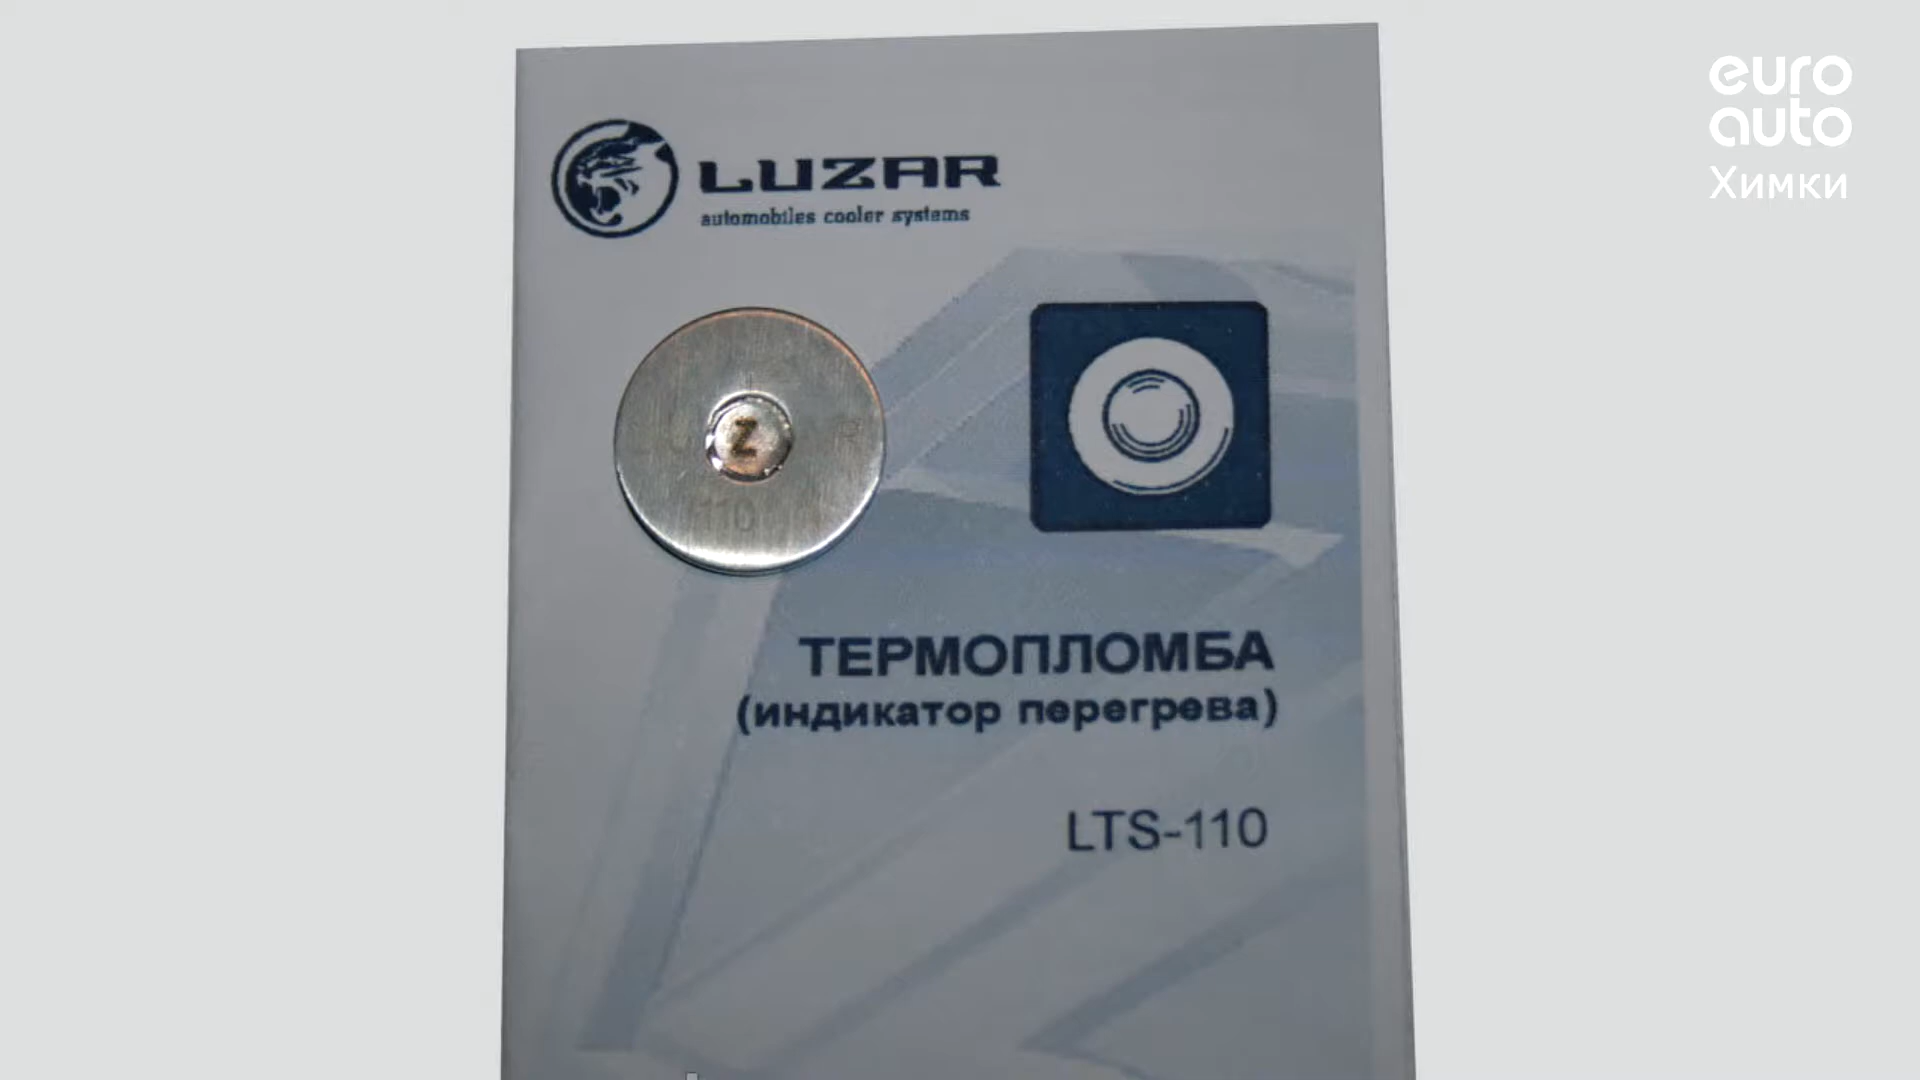 LUZAR
automobiles cooler systems
Z
110
ТЕРМОПЛОМБА
(индикатор перегрева)
LTS-110
euro
auto
Химки